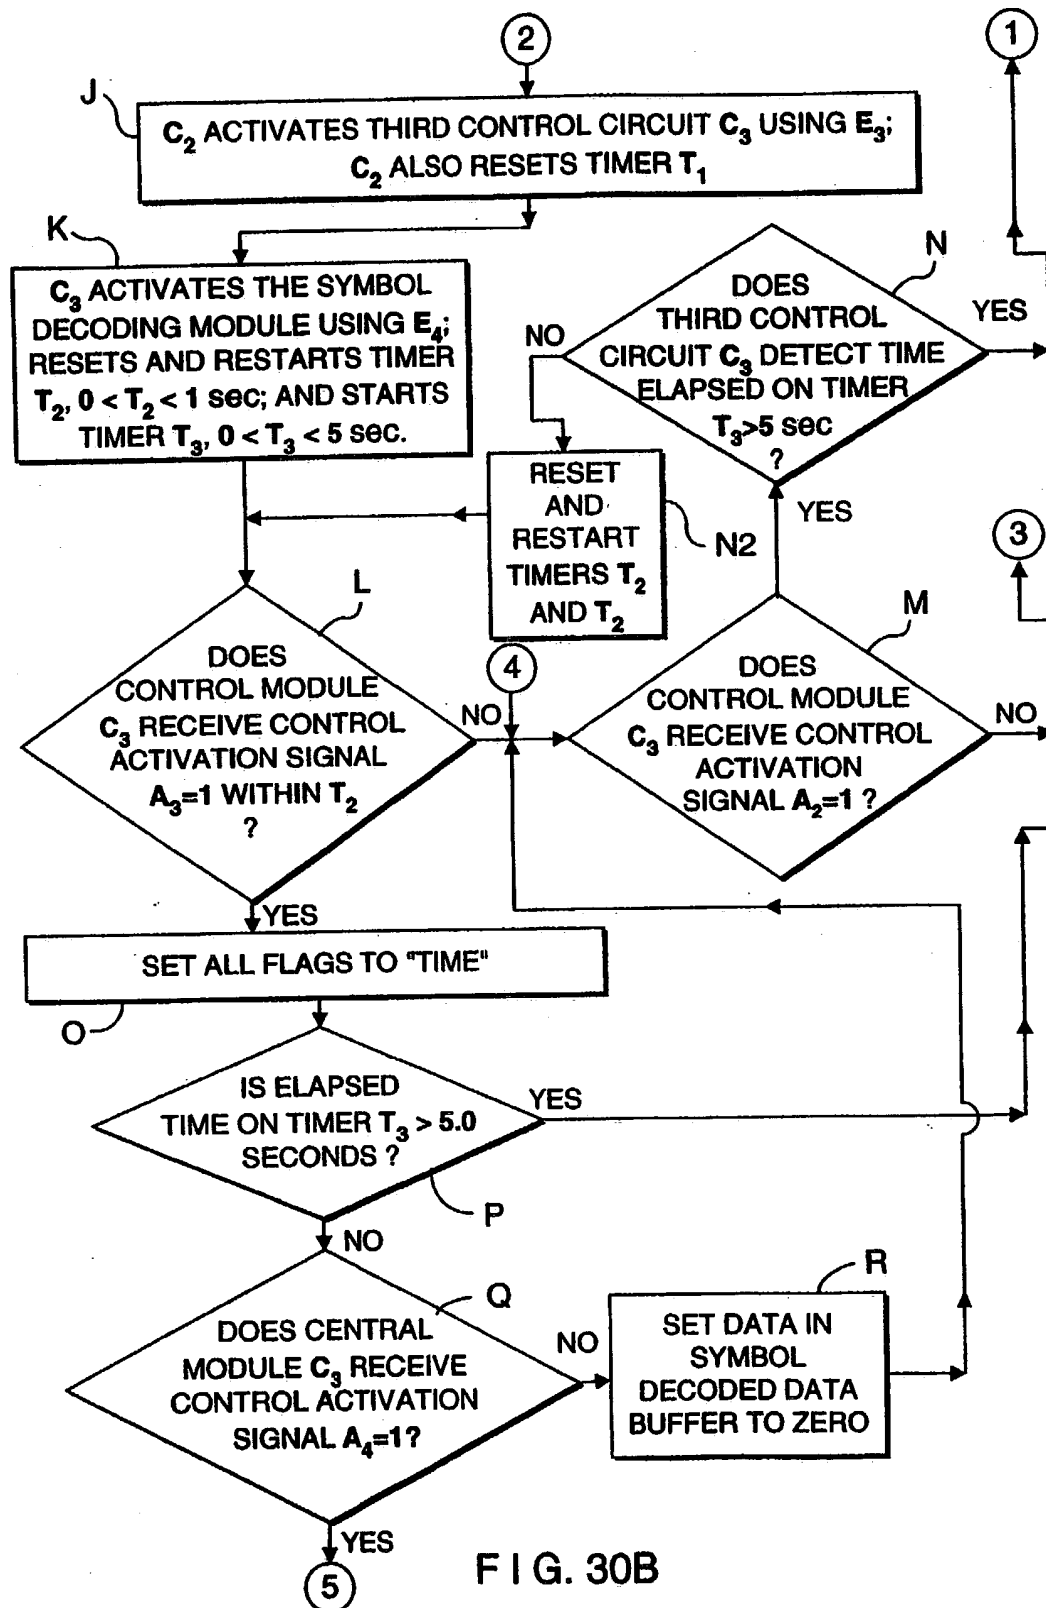 2
1
J
C2 ACTIVATES THIRD CONTROL CIRCUIT C3 USING E3;
C2 ALSO RESETS TIMER T1
K
C3 ACTIVATES THE SYMBOL
DECODING MODULE USING E4;
RESETS AND RESTARTS TIMER
T2, 0 < T2 < 1 sec; AND STARTS
TIMER T3, 0 < T3 < 5 sec.
N
DOES
THIRD CONTROL
CIRCUIT C3 DETECT TIME
ELAPSED ON TIMER
T3>5 sec
?
NO
YES
YES
RESET
AND
RESTART
TIMERS T2
AND T2
N2
3
L
DOES
CONTROL MODULE
C3 RECEIVE CONTROL
ACTIVATION SIGNAL
A3=1 WITHIN T2
?
NO
4
M
DOES
CONTROL MODULE
C3 RECEIVE CONTROL
ACTIVATION
SIGNAL A2=1 ?
NO
YES
SET ALL FLAGS TO "TIME"
O
IS ELAPSED
TIME ON TIMER T3 > 5.0
SECONDS ?
YES
P
NO
Q
DOES CENTRAL
MODULE C3 RECEIVE
CONTROL ACTIVATION
SIGNAL A4=1?
NO
R
SET DATA IN
SYMBOL
DECODED DATA
BUFFER TO ZERO
YES
5
F I G. 30B